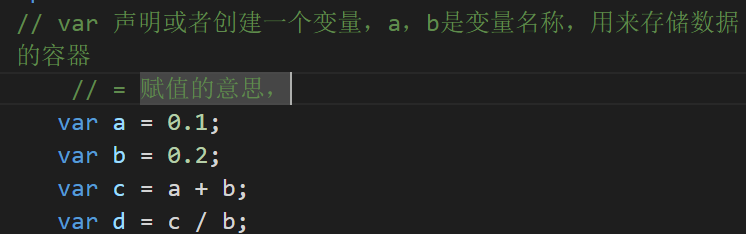 // var 声明或者创建一个变量，a，b是变量名称，用来存储数据
的容器
// = 赋值的意思，
var a = 0.1;
var b = 0.2;
var c = a + b;
var d = c / b;